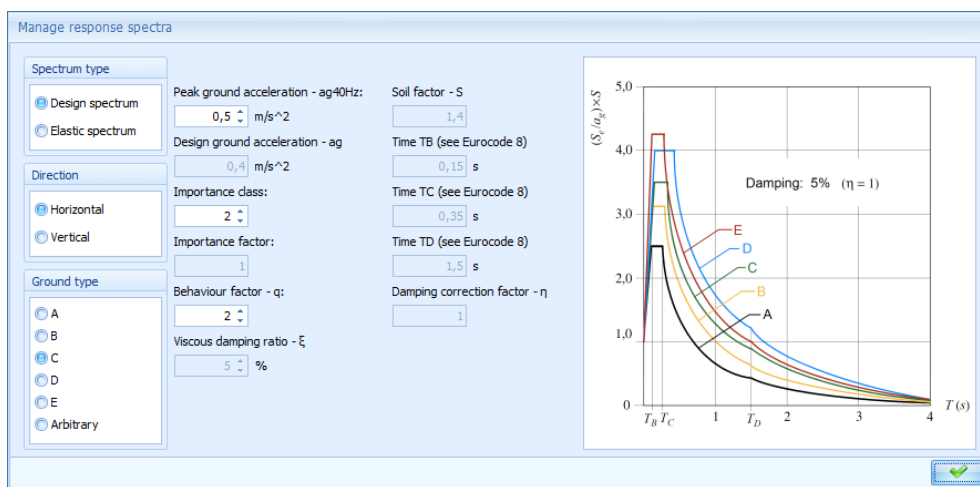 Manage response spectra
Spectrum type
Design spectrum
Elastic spectrum
Direction
Horizontal
Vertical
Ground type
A
B
C
D
E
Arbitrary
Peak ground acceleration - ag40Hz:
0,5 m/s^2
Design ground acceleration - ag
0,4 m/s^2
Importance class:
2
Importance factor:
1
Behaviour factor - q:
2
Viscous damping ratio - ξ
5 %
Soil factor - S
1,4
Time TB (see Eurocode 8)
0,15 s
Time TC (see Eurocode 8)
0,35 s
Time TD (see Eurocode 8)
1,5 s
Damping correction factor - η
1
(Se/ag)×S
5,0
4,0
3,0
2,0
1,0
0
Damping: 5% (η = 1)
E
D
C
B
A
TB TC 1 TD 2 3 4
T(s)